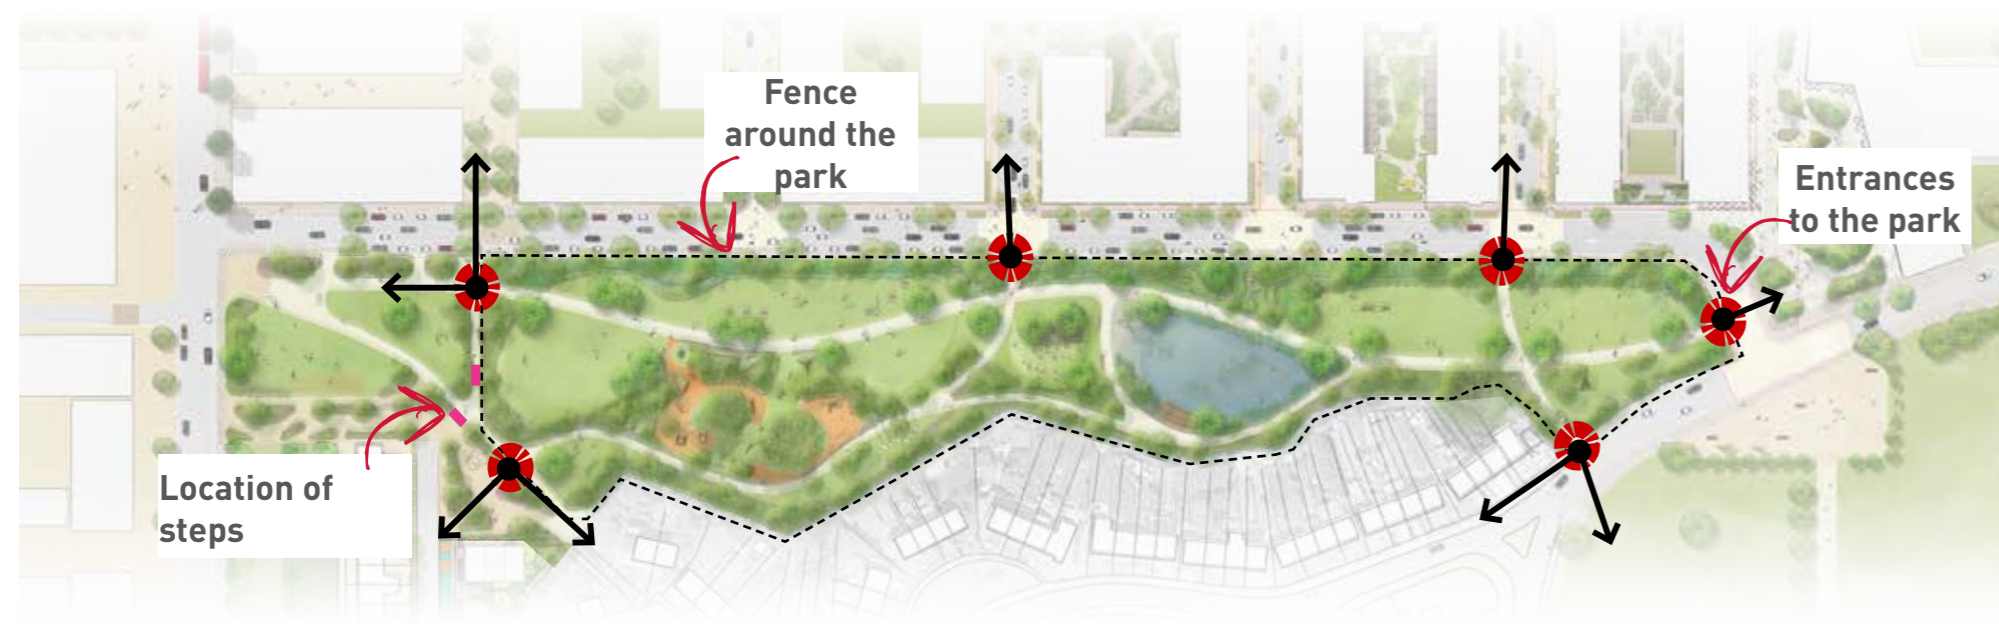 Fence
around the
park
Entrances
to the park
Location of
steps